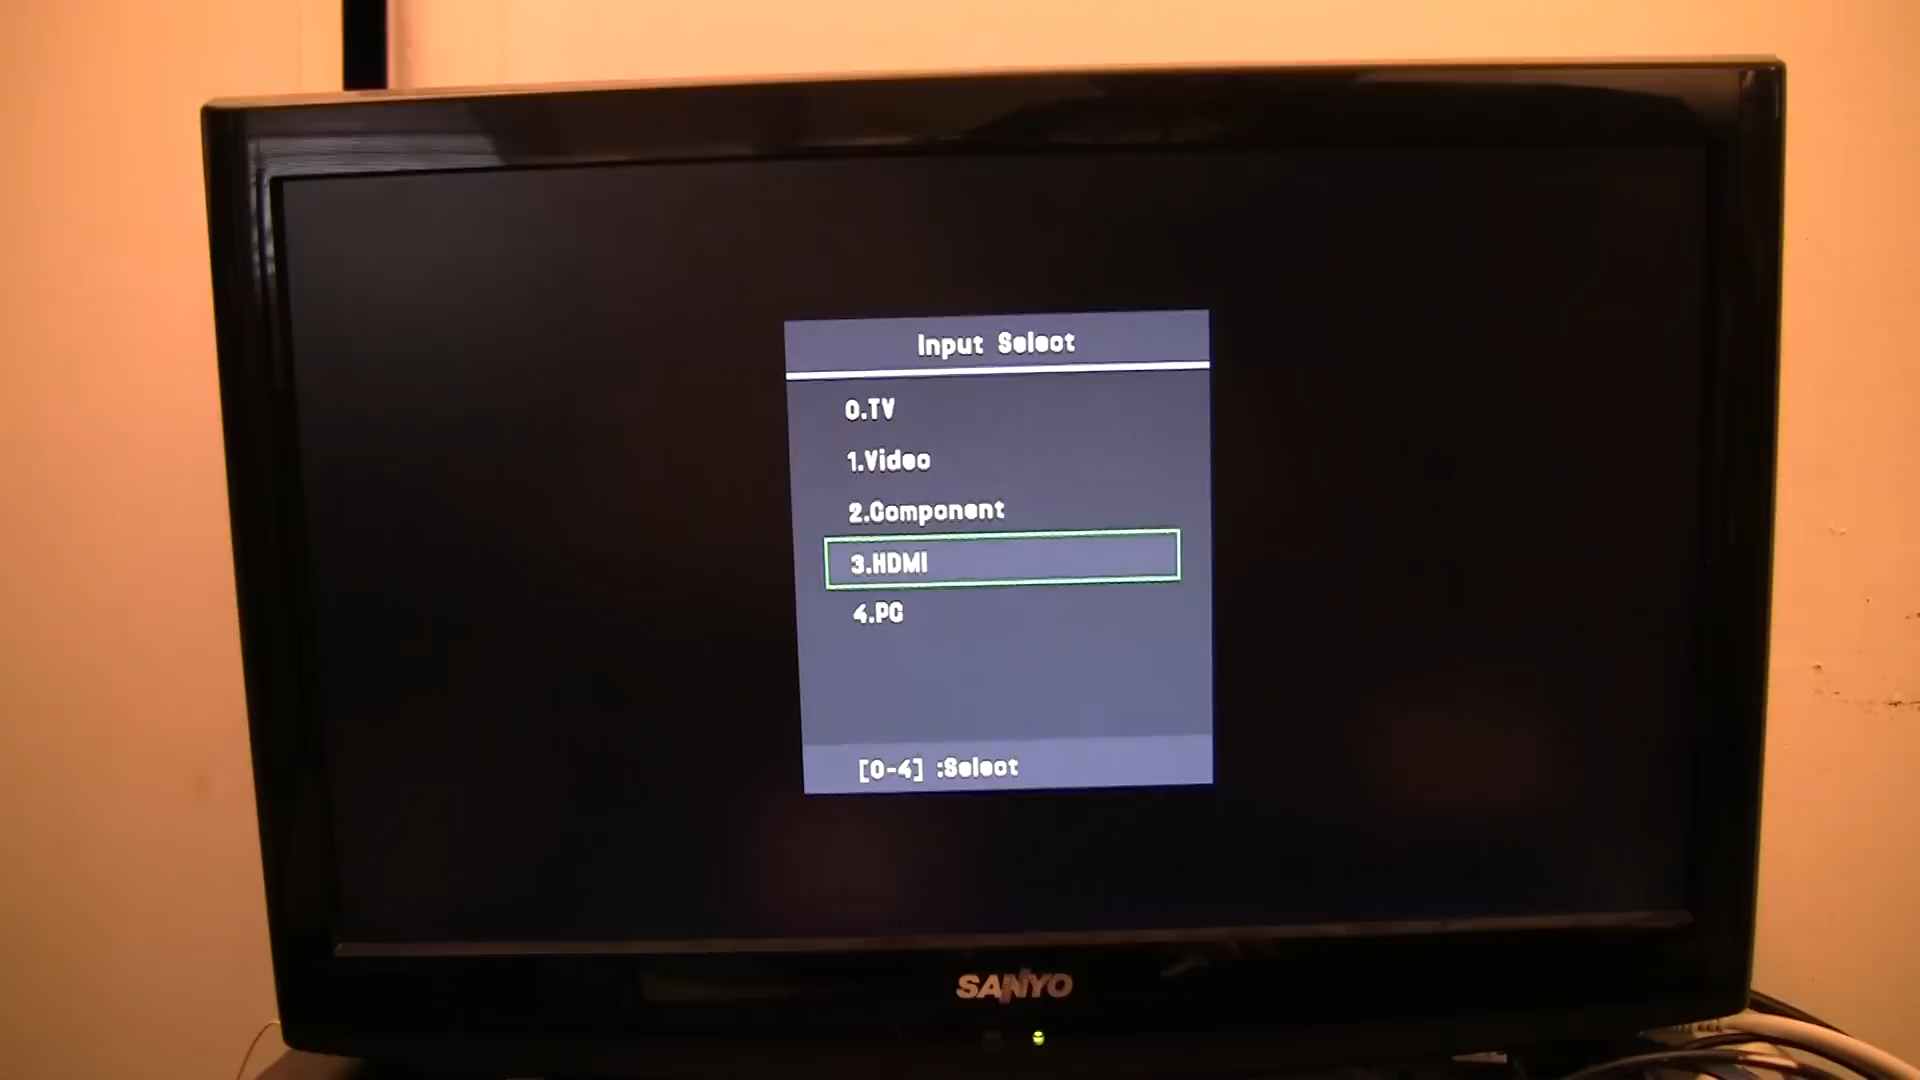 Input Select
0.TV
1.Video
2.Component
3.HDMI
4.PC
[0-4] :Select
SANYO